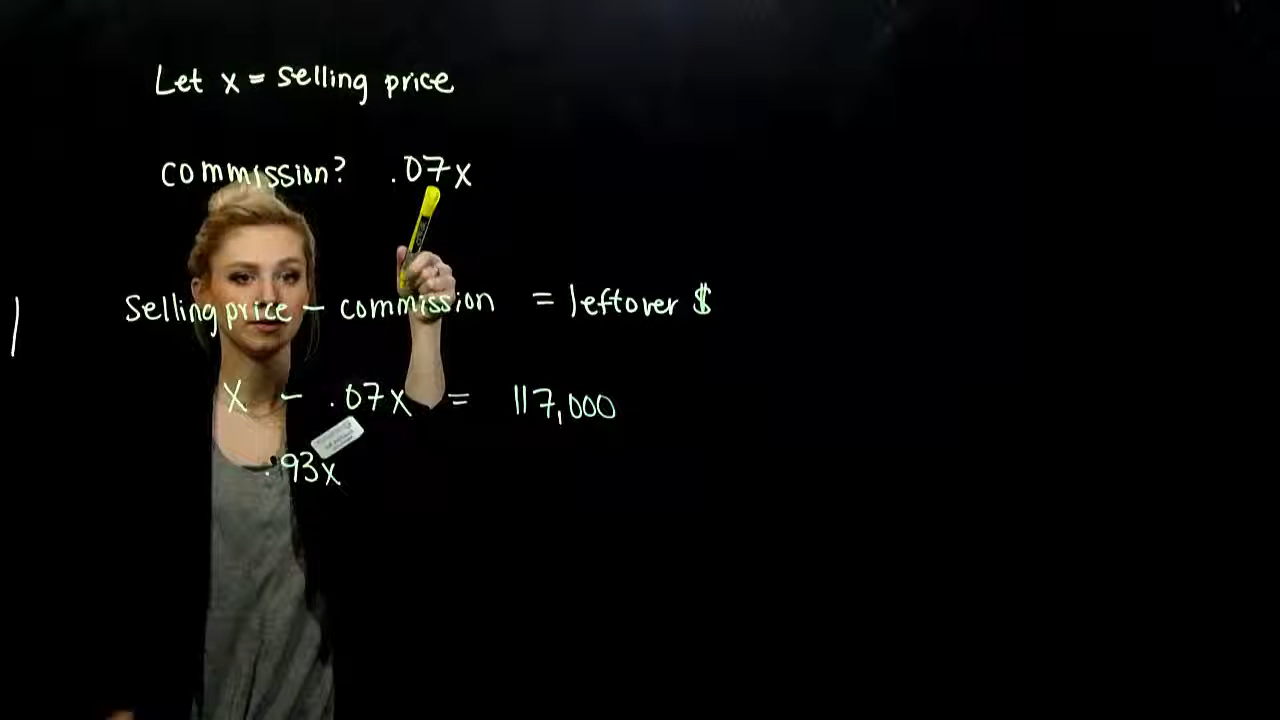 Let x = selling price
commission? .07x
Selling price - commission = leftover $
x - .07x = 117,000
.93x